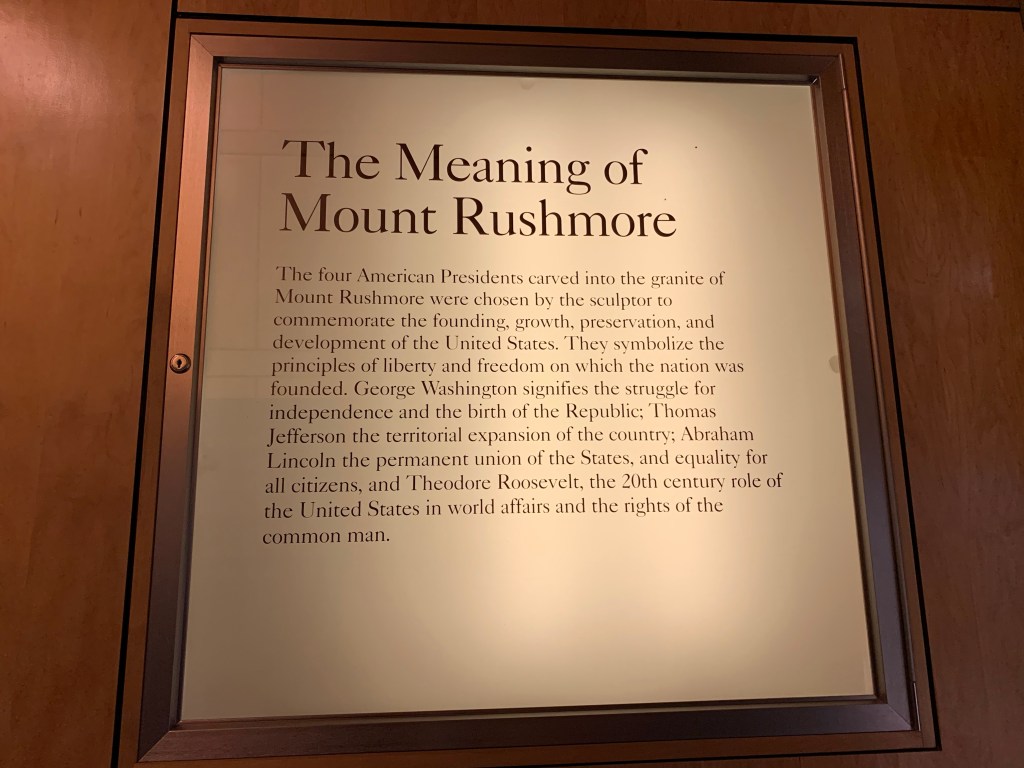 The Meaning of
Mount Rushmore
The four American Presidents carved into the granite of
Mount Rushmore were chosen by the sculptor to
commemorate the founding, growth, preservation, and
development of the United States. They symbolize the
principles of liberty and freedom on which the nation was
founded. George Washington signifies the struggle for
independence and the birth of the Republic; Thomas
Jefferson the territorial expansion of the country; Abraham
Lincoln the permanent union of the States, and equality for
all citizens, and Theodore Roosevelt, the 20th century role of
the United States in world affairs and the rights of the
common man.